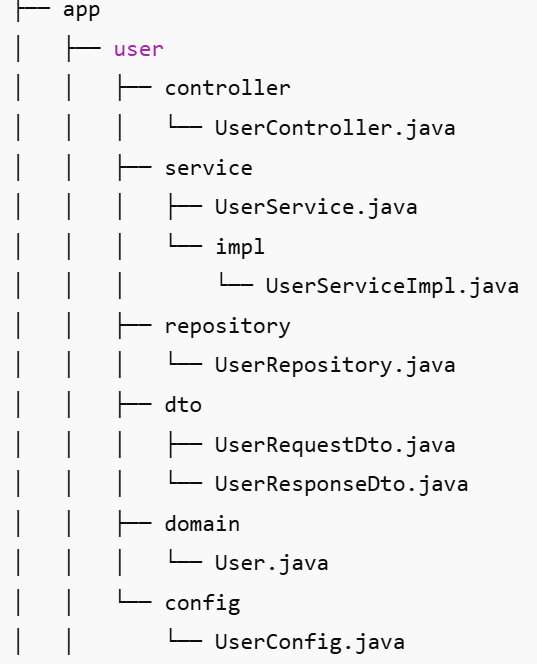 ├── app
│   ├── user
│   │   ├── controller
│   │   │   └── UserController.java
│   │   ├── service
│   │   │   ├── UserService.java
│   │   │   └── impl
│   │   │       └── UserServiceImpl.java
│   │   ├── repository
│   │   │   └── UserRepository.java
│   │   ├── dto
│   │   │   ├── UserRequestDto.java
│   │   │   └── UserResponseDto.java
│   │   ├── domain
│   │   │   └── User.java
│   │   └── config
│   │       └── UserConfig.java